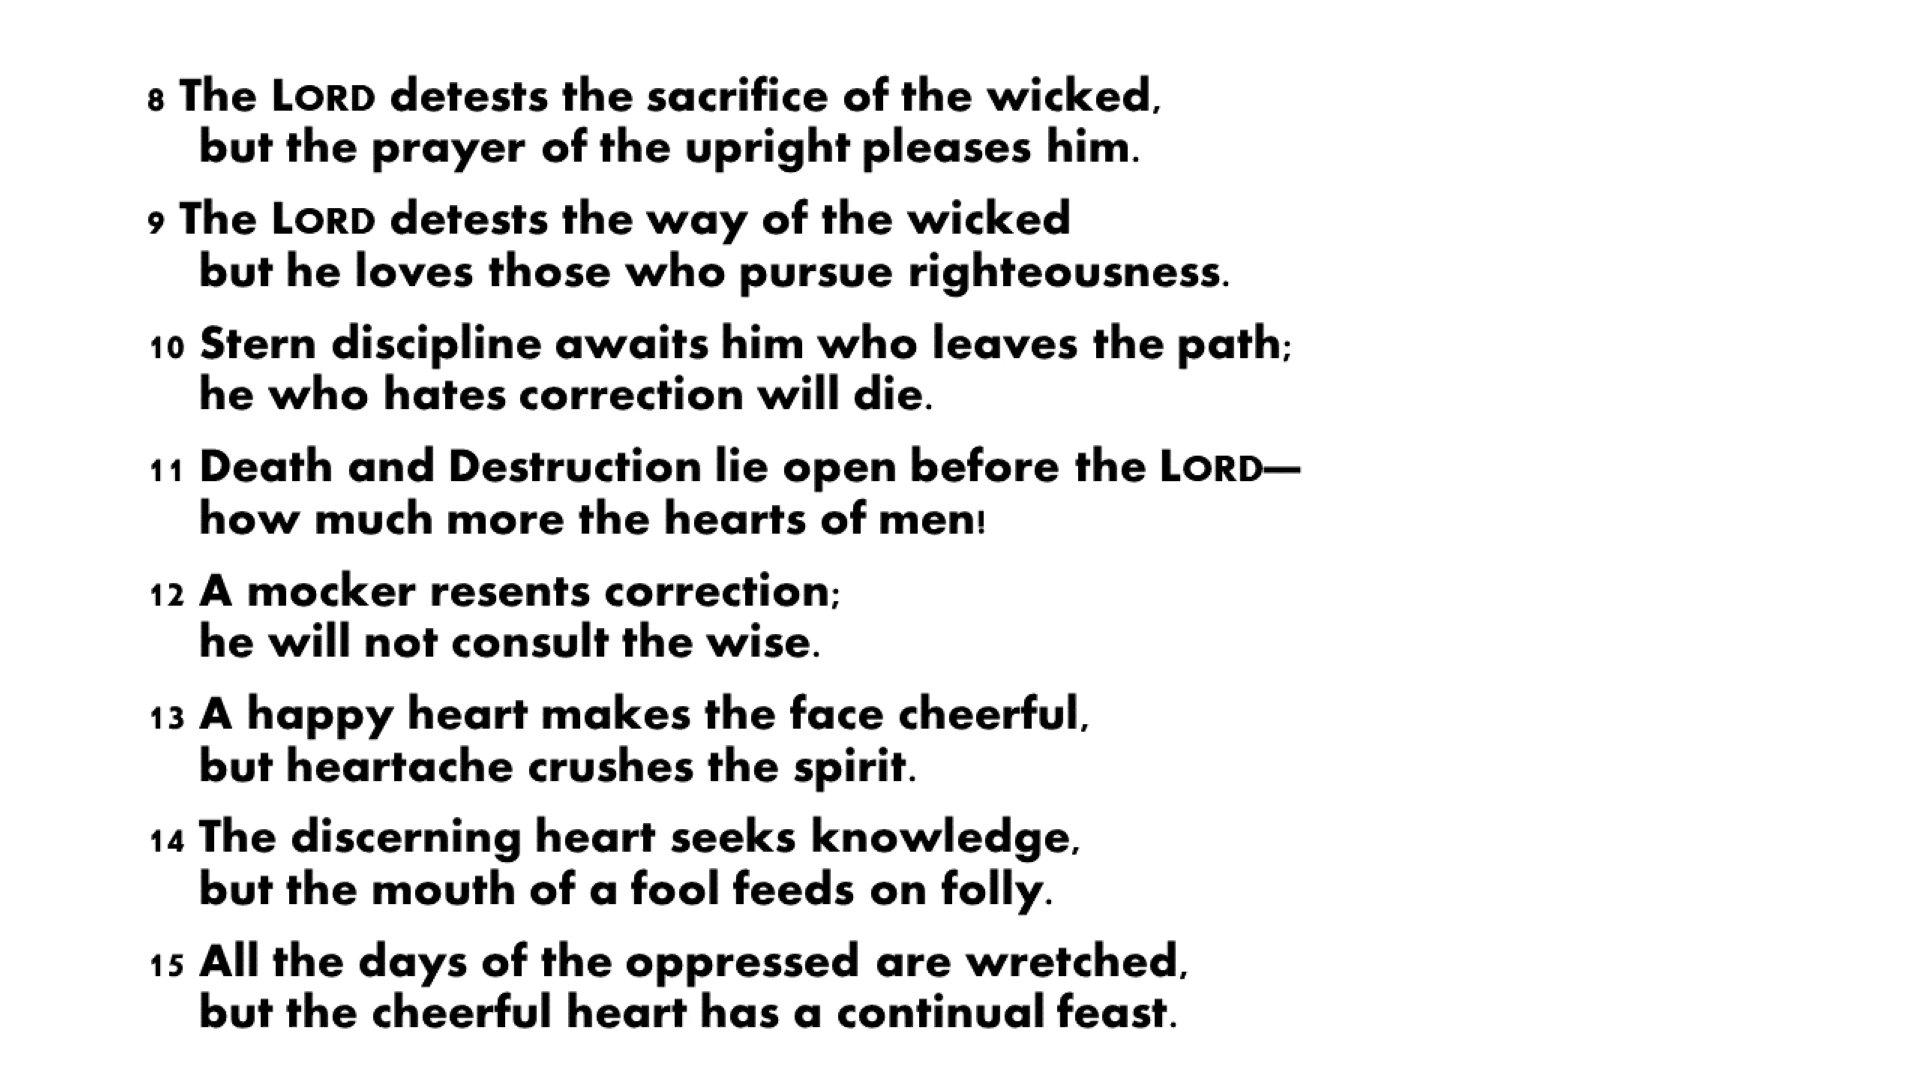 8 The LORD detests the sacrifice of the wicked,
but the prayer of the upright pleases him.
9 The LORD detests the way of the wicked
but he loves those who pursue righteousness.
10 Stern discipline awaits him who leaves the path;
he who hates correction will die.
11 Death and Destruction lie open before the LORD—
how much more the hearts of men!
12 A mocker resents correction;
he will not consult the wise.
13 A happy heart makes the face cheerful,
but heartache crushes the spirit.
14 The discerning heart seeks knowledge,
but the mouth of a fool feeds on folly.
15 All the days of the oppressed are wretched,
but the cheerful heart has a continual feast.